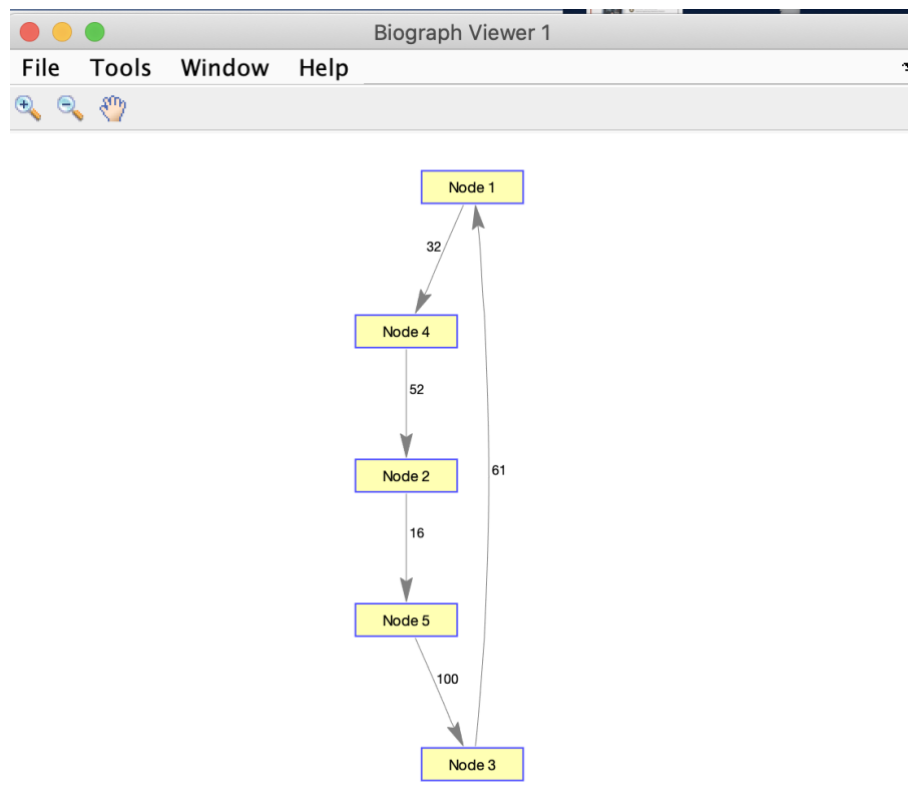 Biograph Viewer 1
File Tools Window Help
Node 1
32
Node 4
52
Node 2
61
16
Node 5
100
Node 3